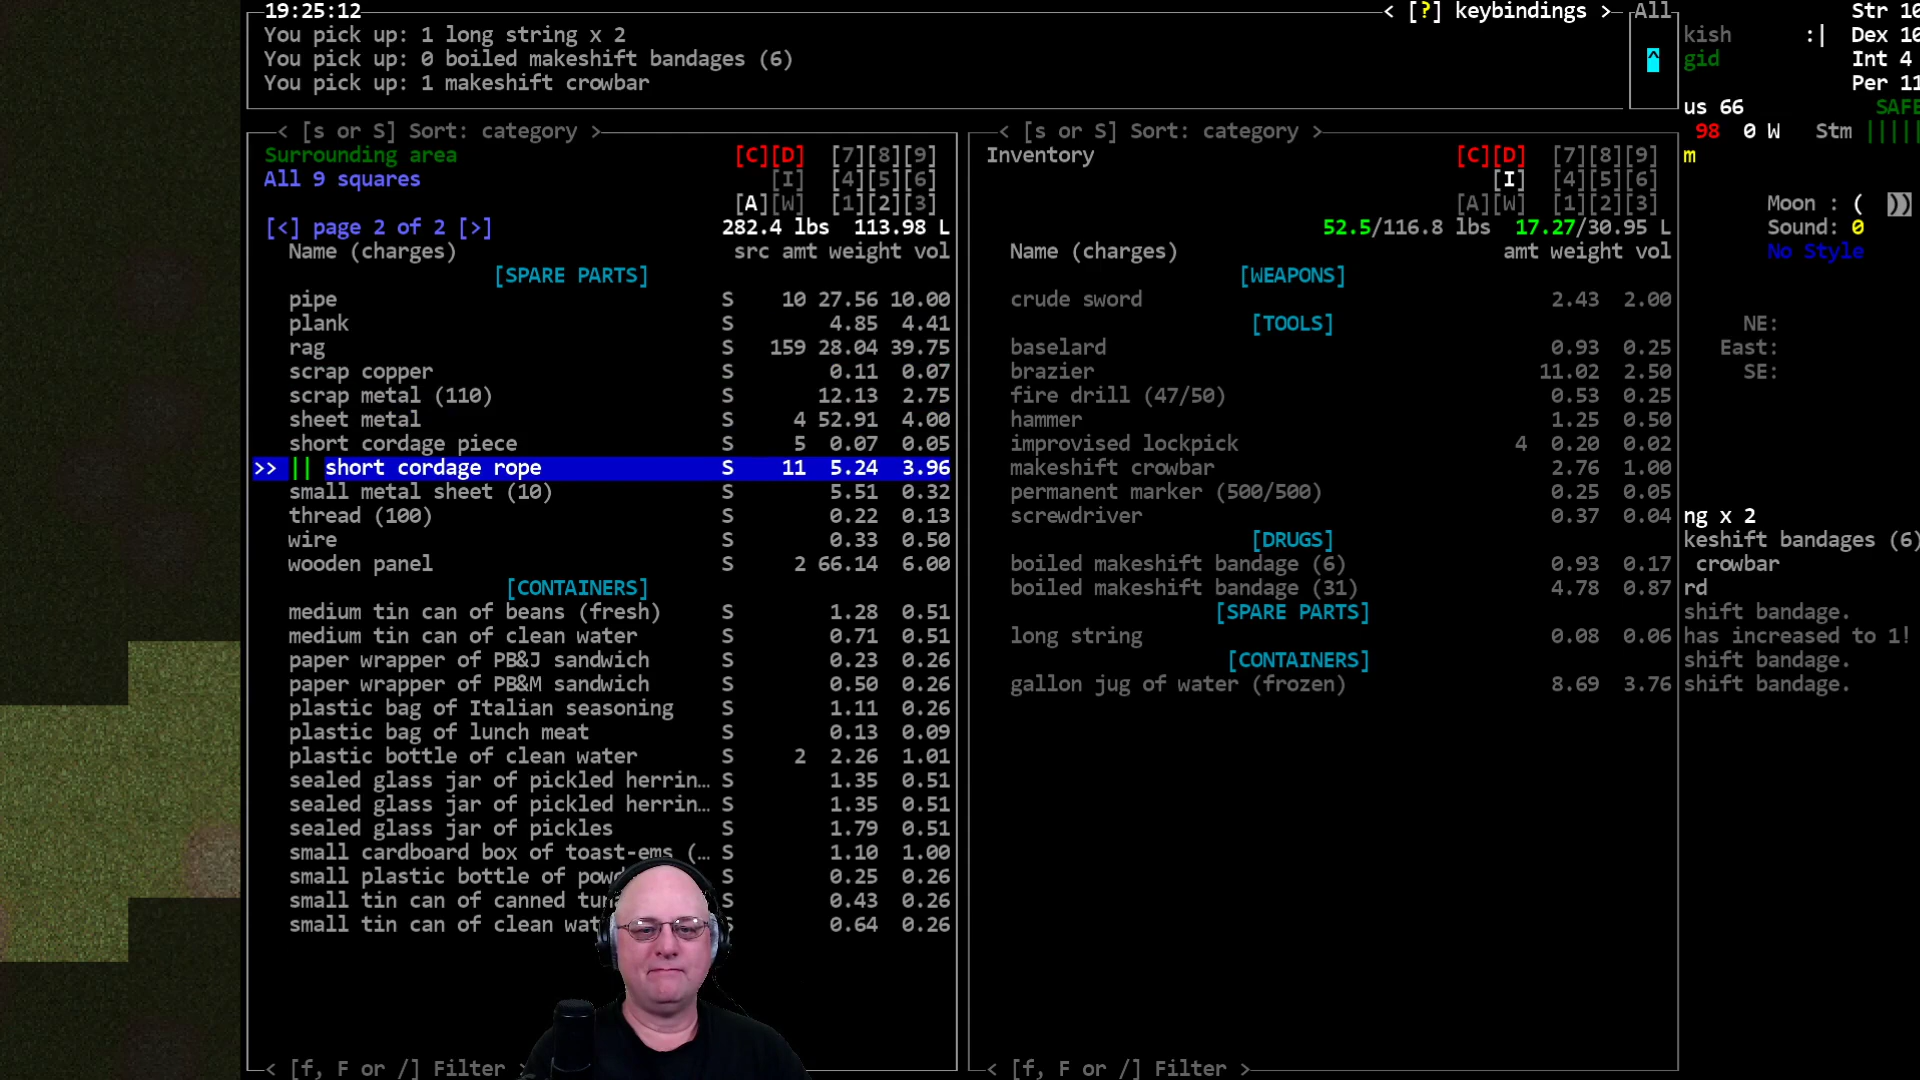 19:25:12
< [?] keybindings >
All
You pick up: 1 long string x 2
You pick up: 0 boiled makeshift bandages (6)
You pick up: 1 makeshift crowbar
^
Str 10
kish :| Dex 10
gid Int 4
Per 11
us 66 SAFE
98 0 W Stm |||||
m
Moon : ( ))
Sound: 0
No Style
NE:
East:
SE:
ng x 2
keshift bandages (6)
crowbar
rd
shift bandage.
has increased to 1!
shift bandage.
shift bandage.
< [s or S] Sort: category >
Surrounding area [C][D] [7][8][9]
All 9 squares [I] [4][5][6]
[A][W] [1][2][3]
[<] page 2 of 2 [>] 282.4 lbs 113.98 L
Name (charges) src amt weight vol
[SPARE PARTS]
pipe S 10 27.56 10.00
plank S 4.85 4.41
rag S 159 28.04 39.75
scrap copper S 0.11 0.07
scrap metal (110) S 12.13 2.75
sheet metal S 4 52.91 4.00
short cordage piece S 5 0.07 0.05
>> || short cordage rope S 11 5.24 3.96
small metal sheet (10) S 5.51 0.32
thread (100) S 0.22 0.13
wire S 0.33 0.50
wooden panel S 2 66.14 6.00
[CONTAINERS]
medium tin can of beans (fresh) S 1.28 0.51
medium tin can of clean water S 0.71 0.51
paper wrapper of PB&J sandwich S 0.23 0.26
paper wrapper of PB&M sandwich S 0.50 0.26
plastic bag of Italian seasoning S 1.11 0.26
plastic bag of lunch meat S 0.13 0.09
plastic bottle of clean water S 2 2.26 1.01
sealed glass jar of pickled herrin… S 1.35 0.51
sealed glass jar of pickled herrin… S 1.35 0.51
sealed glass jar of pickles S 1.79 0.51
small cardboard box of toast-ems (… S 1.10 1.00
small plastic bottle of pow 0.25 0.26
small tin can of canned tun 0.43 0.26
small tin can of clean wat S 0.64 0.26
< [f, F or /] Filter >
< [s or S] Sort: category >
Inventory [C][D] [7][8][9]
[I] [4][5][6]
[A][W] [1][2][3]
52.5/116.8 lbs 17.27/30.95 L
Name (charges) amt weight vol
[WEAPONS]
crude sword 2.43 2.00
[TOOLS]
baselard 0.93 0.25
brazier 11.02 2.50
fire drill (47/50) 0.53 0.25
hammer 1.25 0.50
improvised lockpick 4 0.20 0.02
makeshift crowbar 2.76 1.00
permanent marker (500/500) 0.25 0.05
screwdriver 0.37 0.04
[DRUGS]
boiled makeshift bandage (6) 0.93 0.17
boiled makeshift bandage (31) 4.78 0.87
[SPARE PARTS]
long string 0.08 0.06
[CONTAINERS]
gallon jug of water (frozen) 8.69 3.76
< [f, F or /] Filter >